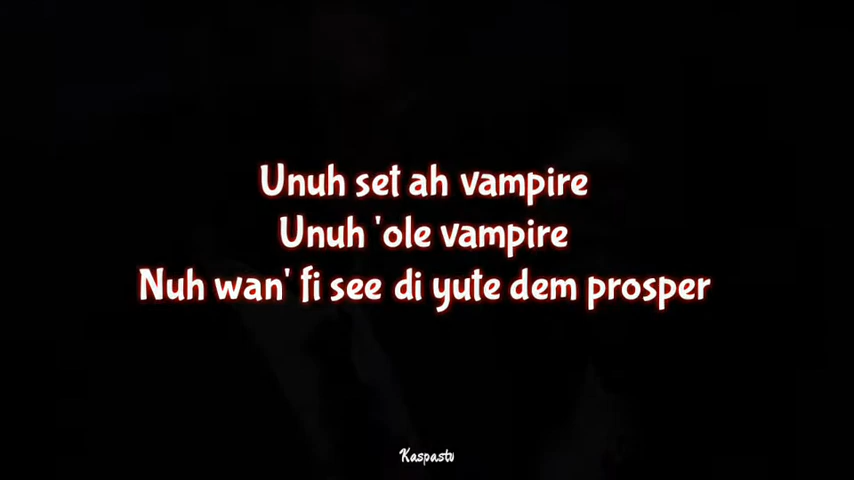 Unuh set ah vampire
Unuh 'ole vampire
Nuh wan' fi see di yute dem prosper
Kaspastv